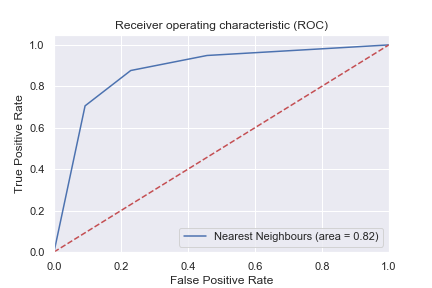 Receiver operating characteristic (ROC)
1.0
0.8
0.6
0.4
0.2
0.0
True Positive Rate
Nearest Neighbours (area = 0.82)
0.0 0.2 0.4 0.6 0.8 1.0
False Positive Rate